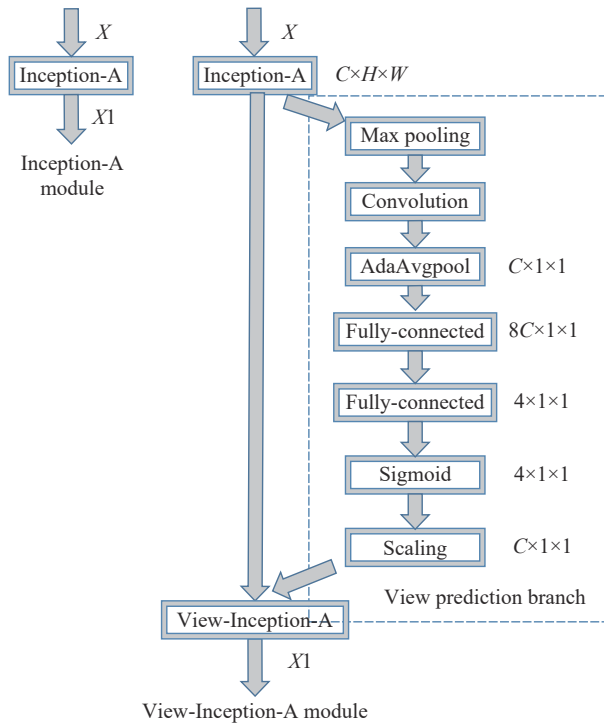 X
Inception-A
X1
Inception-A
module
X
Inception-A
C×H×W
Max pooling
Convolution
AdaAvgpool
C×1×1
Fully-connected
8C×1×1
Fully-connected
4×1×1
Sigmoid
4×1×1
Scaling
C×1×1
View prediction branch
View-Inception-A
X1
View-Inception-A module